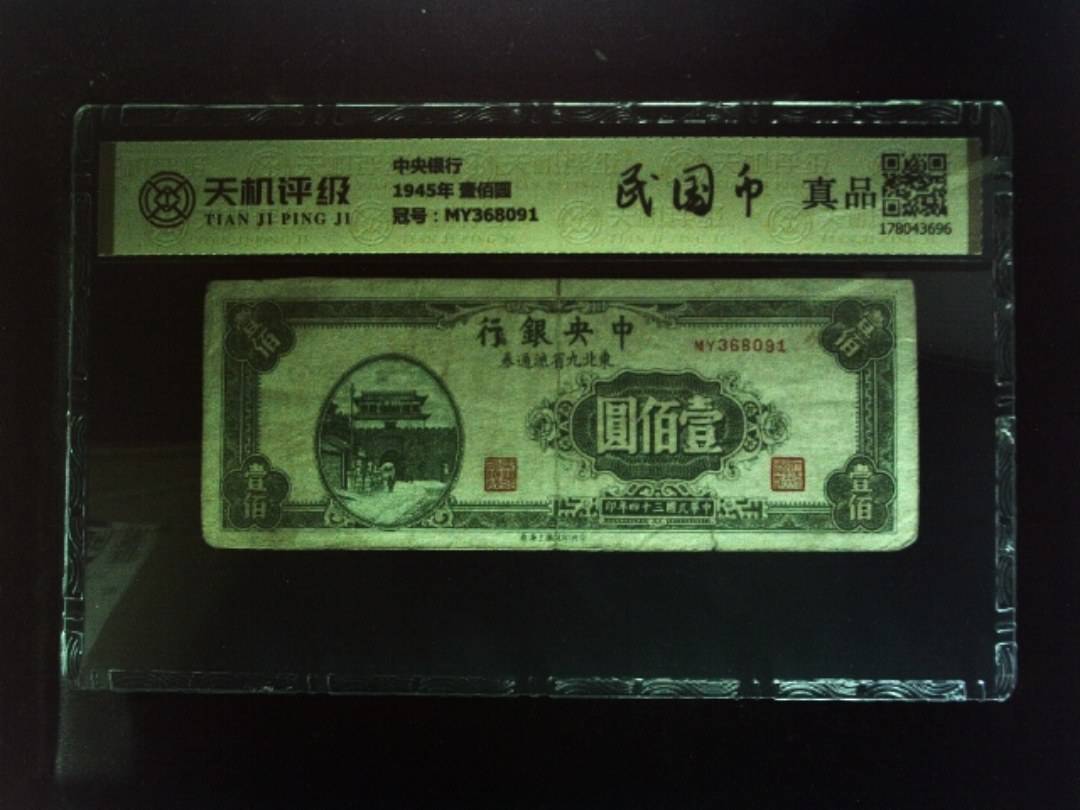 天机评级
TIAN JI PING JI
中央银行
1945年 壹佰圆
冠号：MY368091
民国币
真品
178043696
中央銀行
MY368091
東北九省流通券
壹佰
壹佰
壹佰圓
壹佰
壹佰
中華民國三十四年印